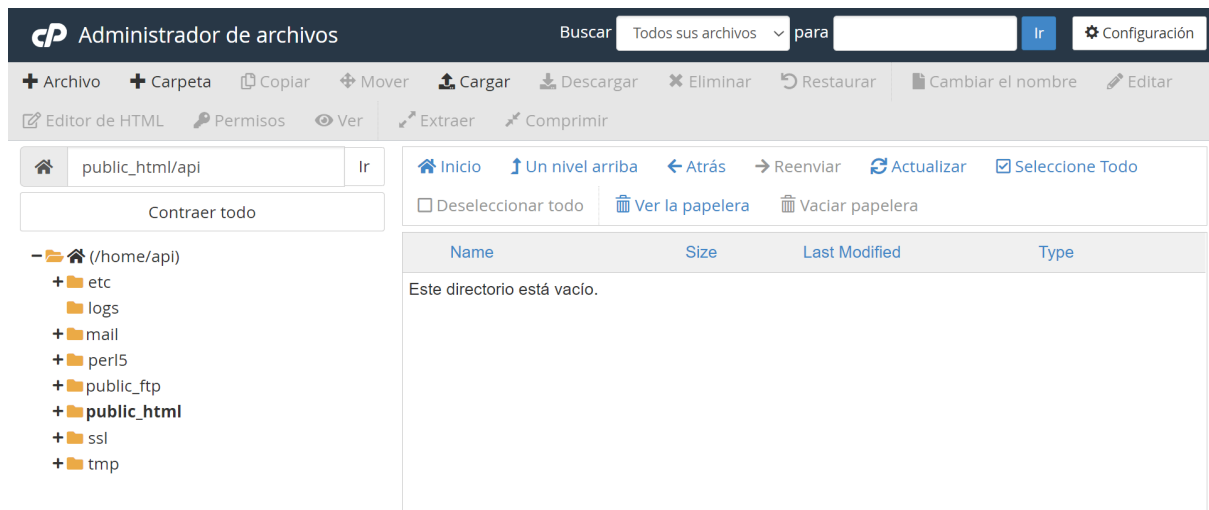 cP Administrador de archivos Buscar Todos sus archivos para Ir Configuración
Archivo Carpeta Copiar Mover Cargar Descargar Eliminar Restaurar Cambiar el nombre Editar
Editor de HTML Permisos Ver Extraer Comprimir
public_html/api Ir
Contraer todo
(/home/api)
etc
logs
mail
perl5
public_ftp
public_html
ssl
tmp
Inicio Un nivel arriba Atrás Reenviar Actualizar Seleccione Todo
Deseleccionar todo Ver la papelera Vaciar papelera
Name Size Last Modified Type
Este directorio está vacío.